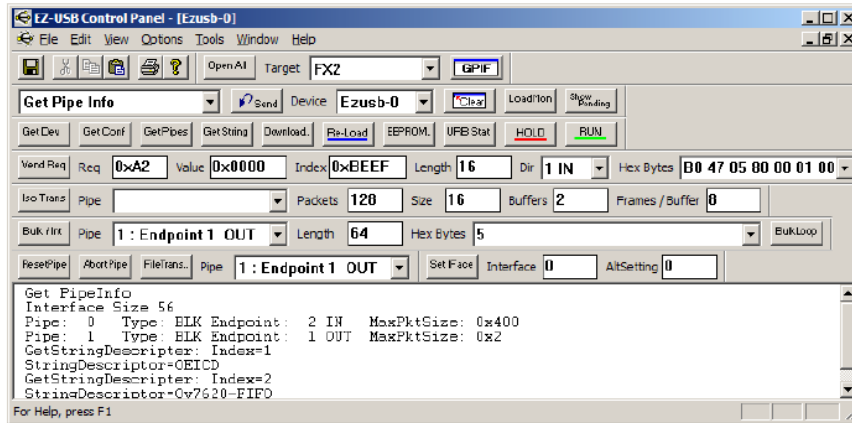 EZ-USB Control Panel - [Ezusb-0]
File Edit View Options Tools Window Help
Open All Target FX2 GPIF
Get Pipe Info Send Device Ezusb-0 Clear LoadMon Show Pending
Get Dev Get Conf GetPipes Get String Download. Re-Load EEPROM. URB Stat HOLD RUN
Vend Req Req 0xA2 Value 0x0000 Index 0xBEEF Length 16 Dir 1 IN Hex Bytes B0 47 05 80 00 01 00
Iso Trans Pipe Packets 128 Size 16 Buffers 2 Frames / Buffer 8
Bulk / Int Pipe 1 : Endpoint 1 OUT Length 64 Hex Bytes 5 BulkLoop
ResetPipe Abort Pipe FileTrans.. Pipe 1 : Endpoint 1 OUT Set IFace Interface 0 AltSetting 0
Get PipeInfo
Interface Size 56
Pipe: 0 Type: BLK Endpoint: 2 IN MaxPktSize: 0x400
Pipe: 1 Type: BLK Endpoint: 1 OUT MaxPktSize: 0x2
GetStringDescripter: Index=1
StringDescriptor=OEICD
GetStringDescripter: Index=2
StringDescriptor=Ov7620-FIFO
For Help, press F1